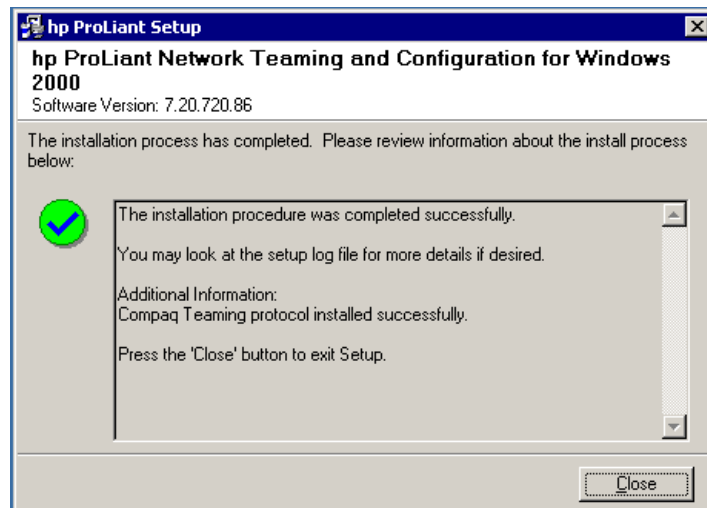 hp ProLiant Setup
hp ProLiant Network Teaming and Configuration for Windows
2000
Software Version: 7.20.720.86
The installation process has completed.  Please review information about the install process
below:
The installation procedure was completed successfully.
You may look at the setup log file for more details if desired.
Additional Information:
Compaq Teaming protocol installed successfully.
Press the 'Close' button to exit Setup.
Close